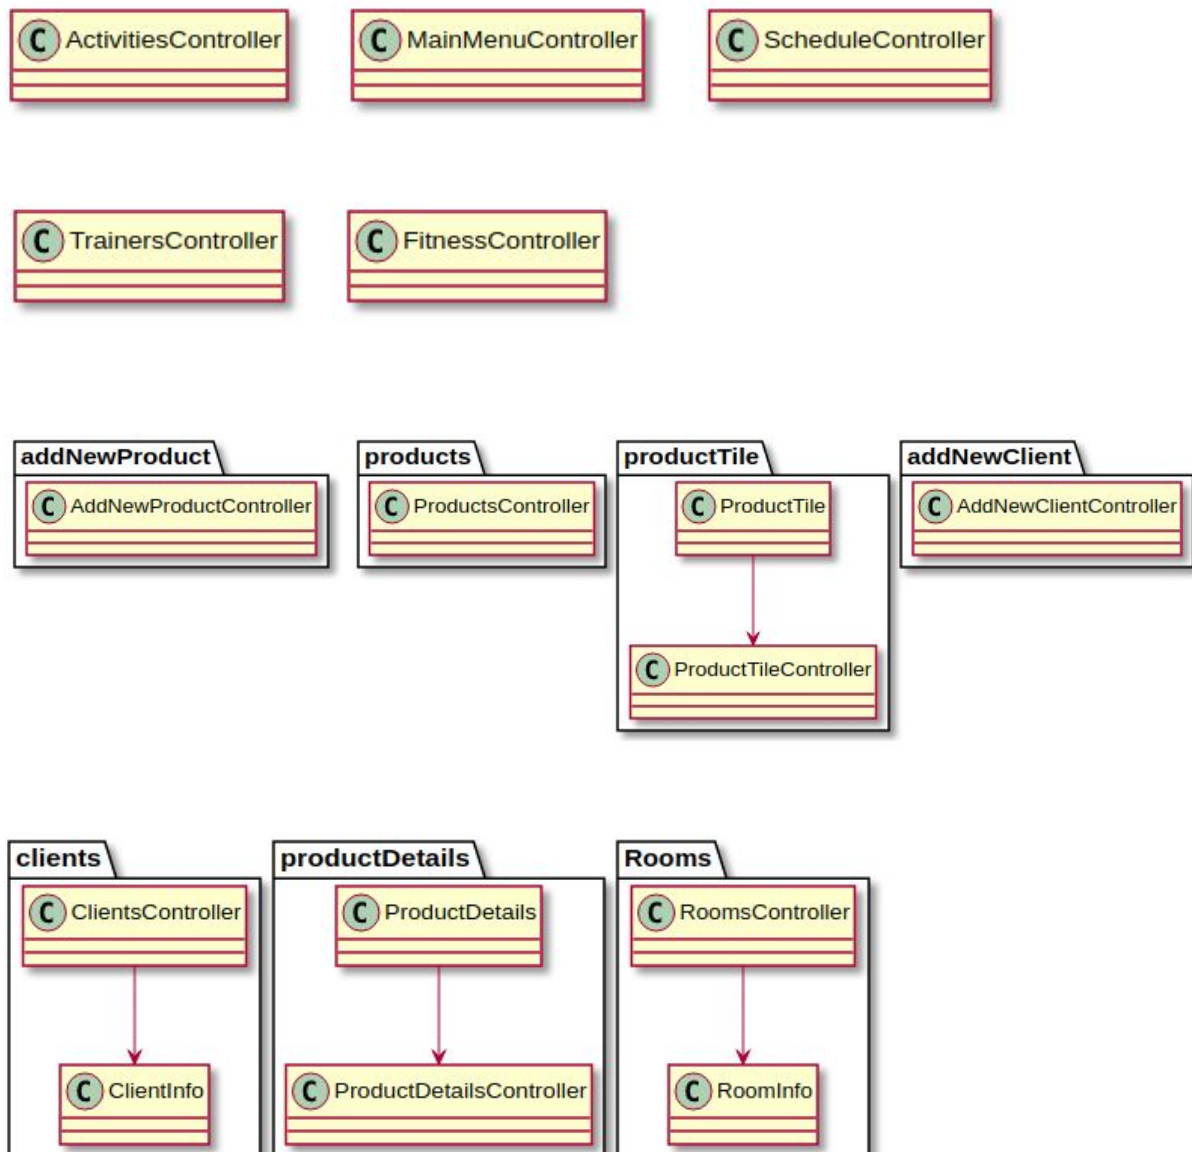 C ActivitiesController
C MainMenuController
C ScheduleController
C TrainersController
C FitnessController
addNewProduct
C AddNewProductController
products
C ProductsController
productTile
C ProductTile
C ProductTileController
addNewClient
C AddNewClientController
clients
C ClientsController
C ClientInfo
productDetails
C ProductDetails
C ProductDetailsController
Rooms
C RoomsController
C RoomInfo